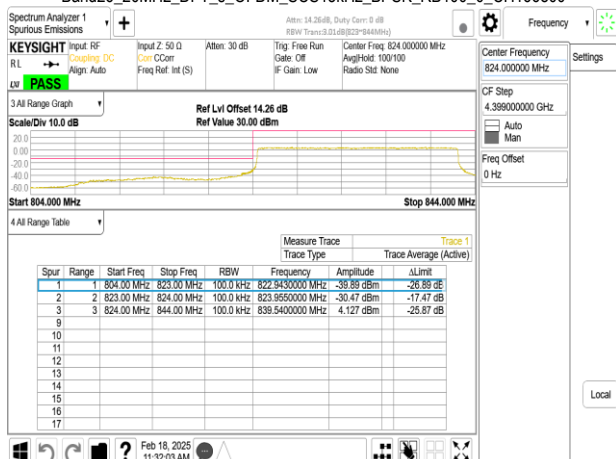 Spectrum Analyzer 1
Spurious Emissions
Attn: 14.26dB, Duty Corr: 0 dB
RBW Trans:3.01dB(823~844MHz)
Frequency
KEYSIGHT
RL
LXI PASS
Input: RF
Coupling: DC
Align: Auto
Input Z: 50 Ω
Corr CCorr
Freq Ref: Int (S)
Atten: 30 dB
Trig: Free Run
Gate: Off
IF Gain: Low
Center Freq: 824.000000 MHz
Avg|Hold: 100/100
Radio Std: None
Center Frequency
824.000000 MHz
Settings
CF Step
4.399000000 GHz
Auto
Man
Freq Offset
0 Hz
3 All Range Graph
Scale/Div 10.0 dB
Ref Lvl Offset 14.26 dB
Ref Value 30.00 dBm
20.0
0.00
-20.0
-40.0
-60.0
Start 804.000 MHz
Stop 844.000 MHz
4 All Range Table
Measure Trace Trace 1
Trace Type Trace Average (Active)
Spur Range Start Freq Stop Freq RBW Frequency Amplitude ΔLimit
1 1 804.00 MHz 823.00 MHz 100.0 kHz 822.9430000 MHz -39.89 dBm -26.89 dB
2 2 823.00 MHz 824.00 MHz 100.0 kHz 823.9550000 MHz -30.47 dBm -17.47 dB
3 3 824.00 MHz 844.00 MHz 100.0 kHz 839.5400000 MHz 4.127 dBm -25.87 dB
9
10
11
12
13
14
15
16
17
Local
?
Feb 18, 2025
11:32:03 AM